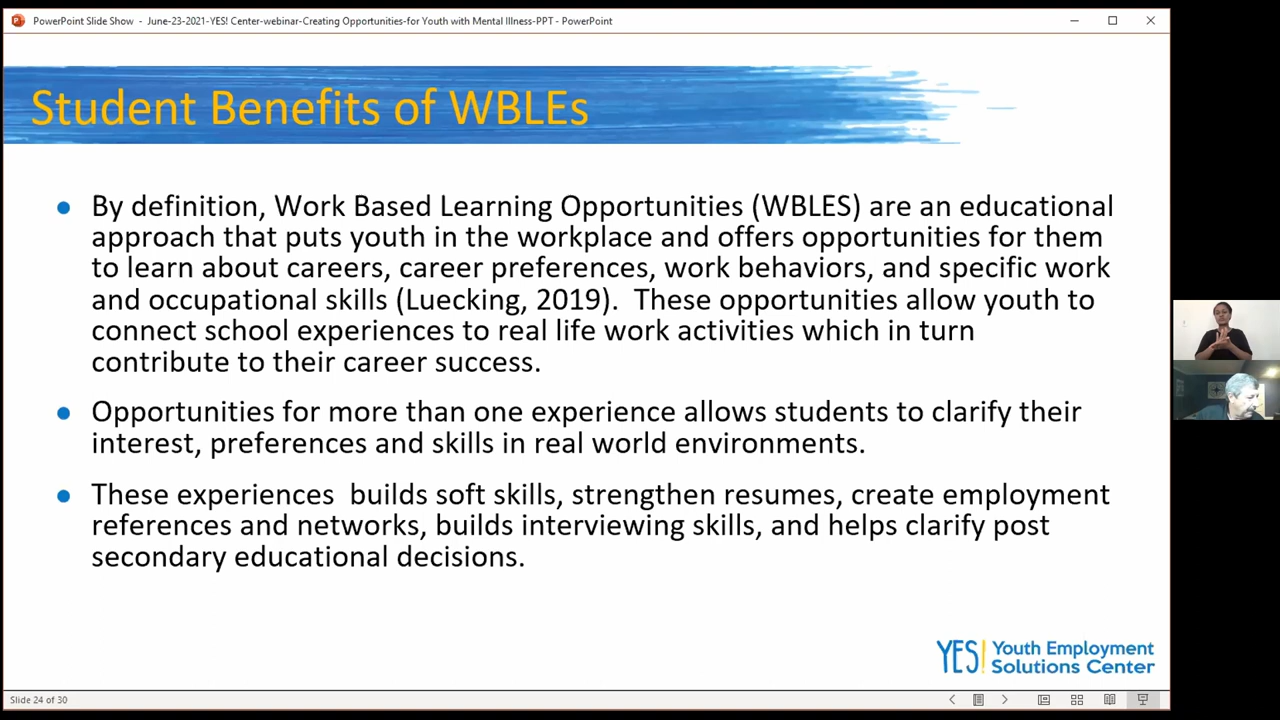 PowerPoint Slide Show - June-23-2021-YES! Center-webinar-Creating Opportunities-for Youth with Mental Illness-PPT - PowerPoint
Student Benefits of WBLEs
By definition, Work Based Learning Opportunities (WBLES) are an educational
approach that puts youth in the workplace and offers opportunities for them
to learn about careers, career preferences, work behaviors, and specific work
and occupational skills (Luecking, 2019).  These opportunities allow youth to
connect school experiences to real life work activities which in turn
contribute to their career success.
Opportunities for more than one experience allows students to clarify their
interest, preferences and skills in real world environments.
These experiences  builds soft skills, strengthen resumes, create employment
references and networks, builds interviewing skills, and helps clarify post
secondary educational decisions.
YES! Youth Employment
Solutions Center
Slide 24 of 30